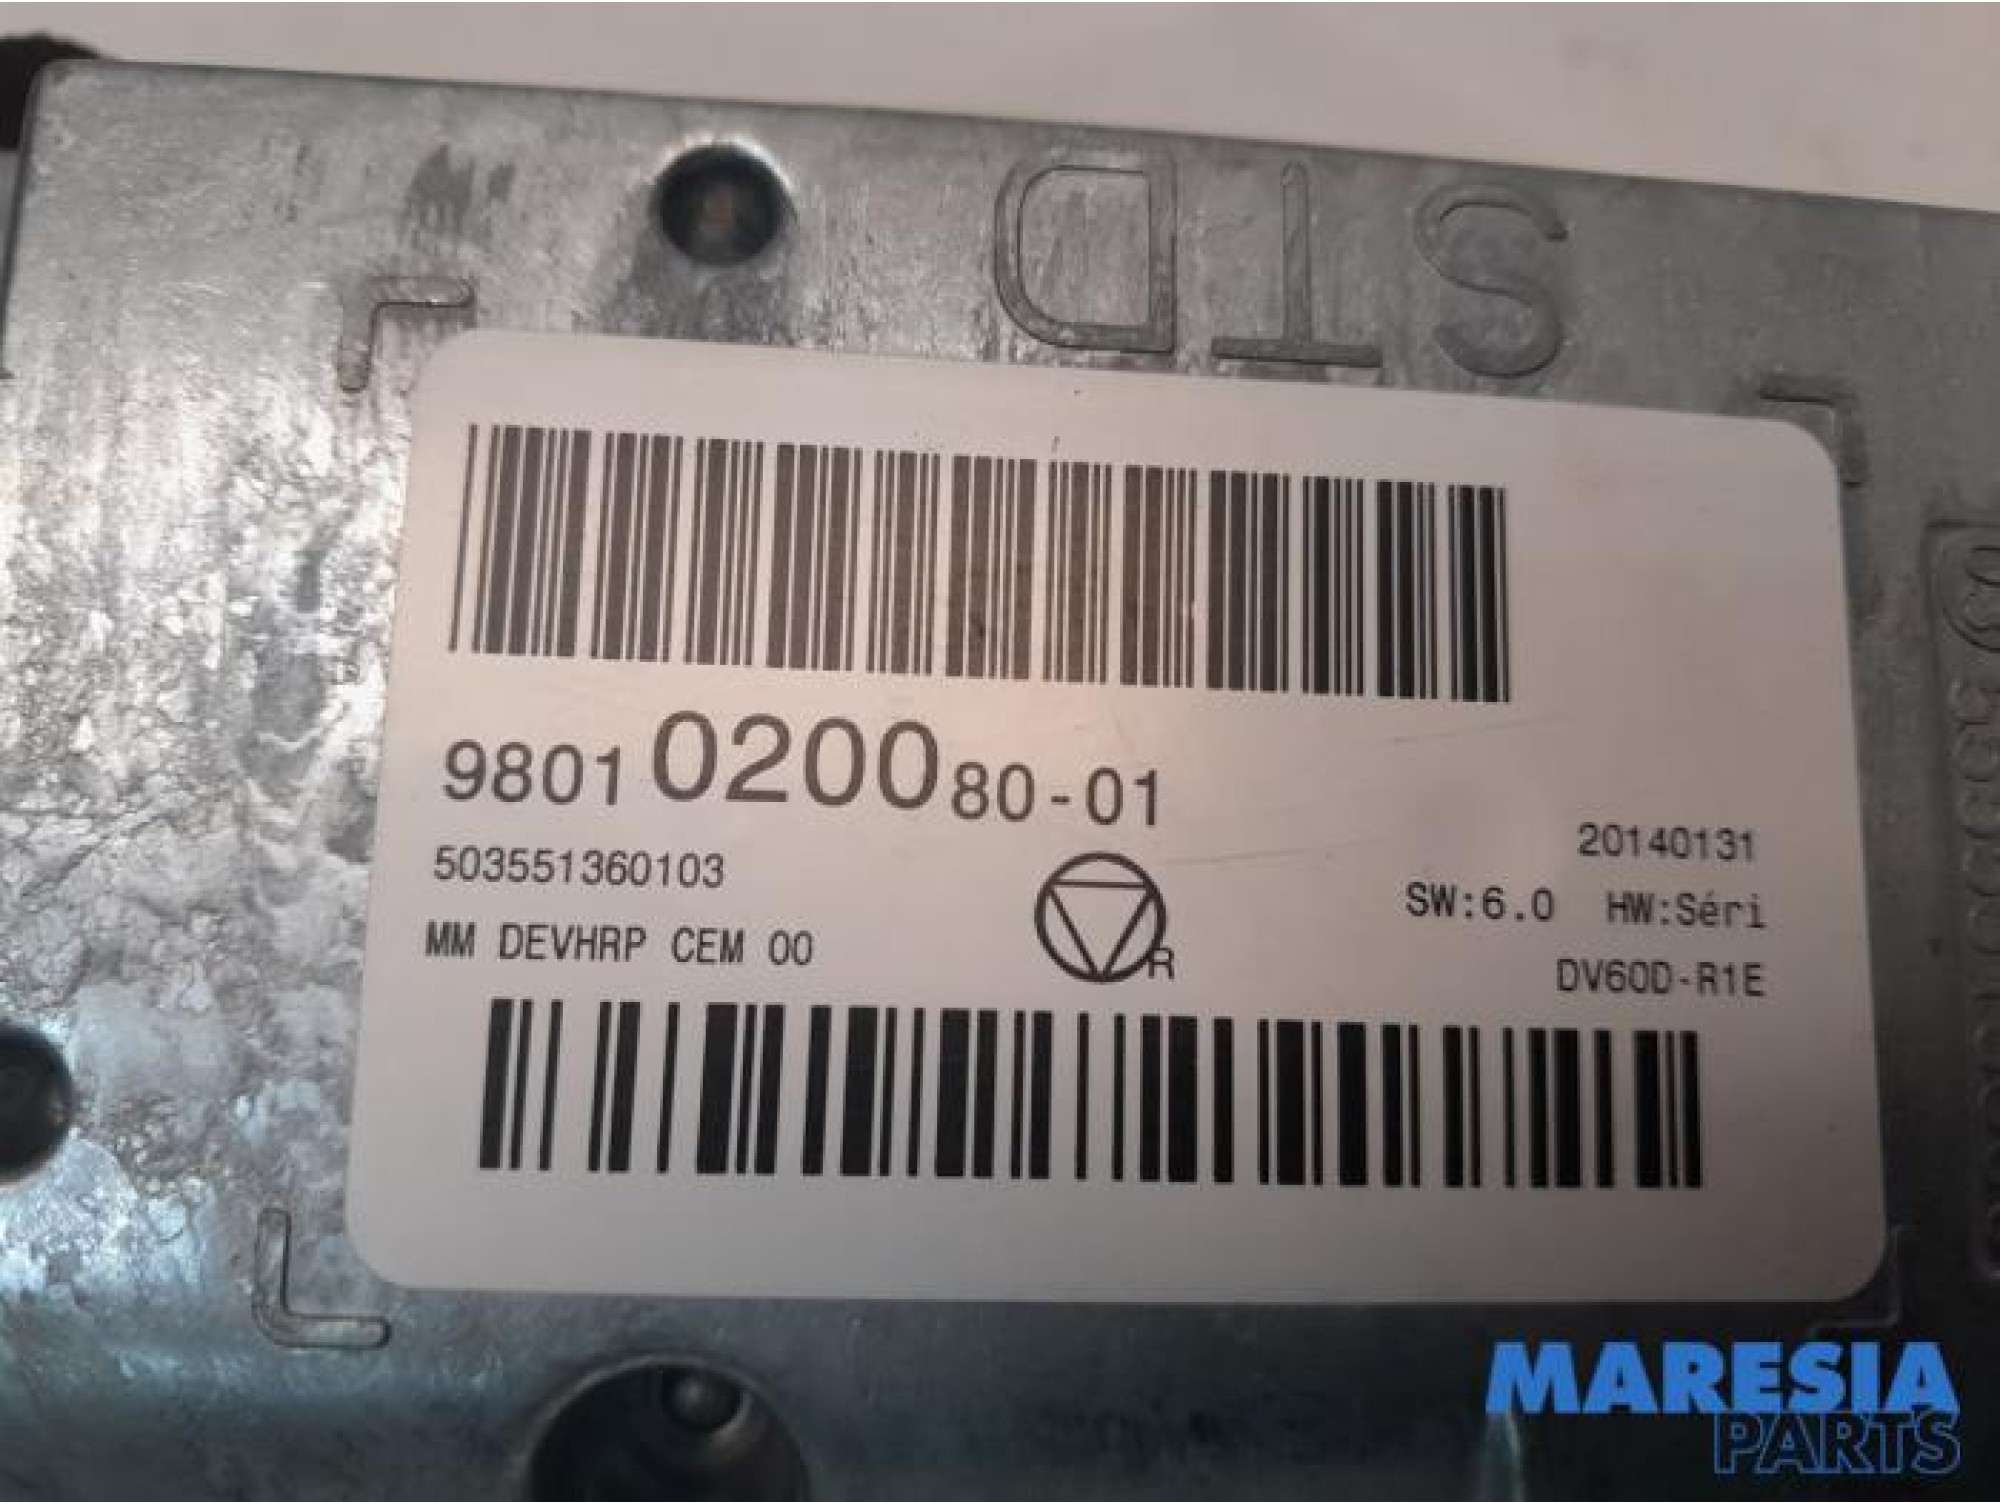 STD
9801020080-01
20140131
503551360103
SW:6.0 HW:Séri
R
MM DEVHRP CEM 00
DV60D-R1E
MARESIA
PARTS